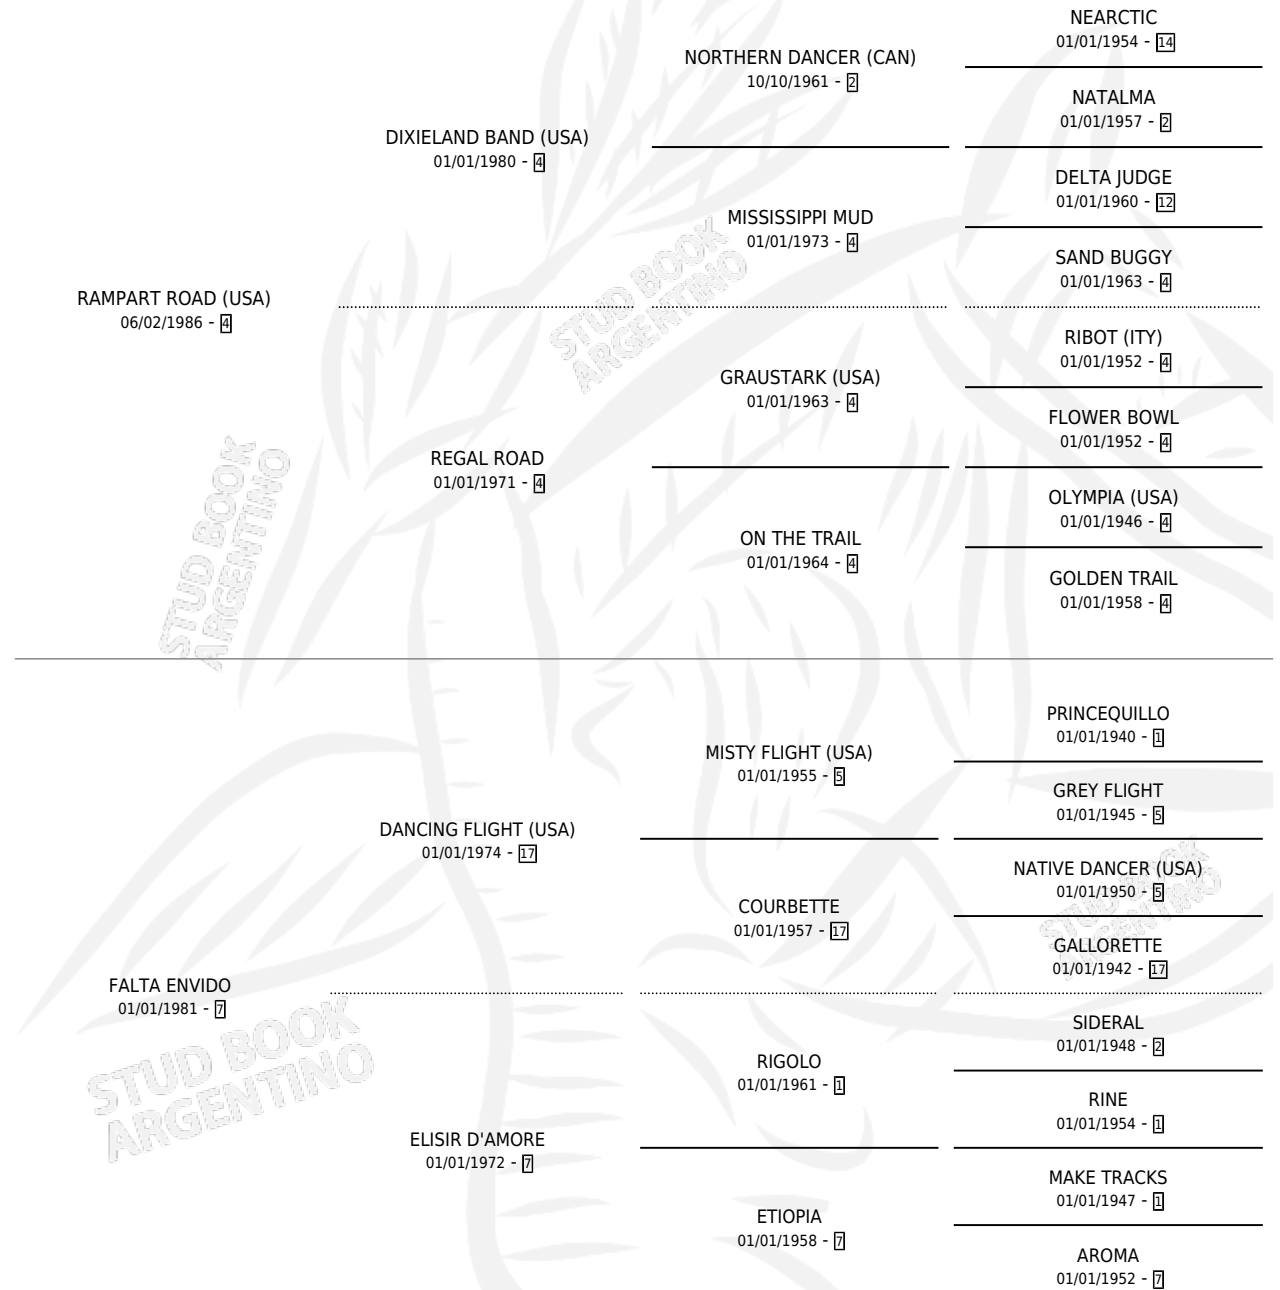 NEARCTIC
01/01/1954 - 14
NORTHERN DANCER (CAN)
10/10/1961 - 2
NATALMA
01/01/1957 - 2
DIXIELAND BAND (USA)
01/01/1980 - 4
DELTA JUDGE
01/01/1960 - 12
MISSISSIPPI MUD
01/01/1973 - 4
SAND BUGGY
01/01/1963 - 4
RAMPART ROAD (USA)
06/02/1986 - 4
RIBOT (ITY)
01/01/1952 - 4
GRAUSTARK (USA)
01/01/1963 - 4
FLOWER BOWL
01/01/1952 - 4
REGAL ROAD
01/01/1971 - 4
OLYMPIA (USA)
01/01/1946 - 4
ON THE TRAIL
01/01/1964 - 4
GOLDEN TRAIL
01/01/1958 - 4
PRINCEQUILLO
01/01/1940 - 1
MISTY FLIGHT (USA)
01/01/1955 - 5
GREY FLIGHT
01/01/1945 - 5
DANCING FLIGHT (USA)
01/01/1974 - 17
NATIVE DANCER (USA)
01/01/1950 - 5
COURBETTE
01/01/1957 - 17
GALLORETTE
01/01/1942 - 17
FALTA ENVIDO
01/01/1981 - 7
SIDERAL
01/01/1948 - 2
RIGOLO
01/01/1961 - 1
RINE
01/01/1954 - 1
ELISIR D'AMORE
01/01/1972 - 7
MAKE TRACKS
01/01/1947 - 1
ETIOPIA
01/01/1958 - 7
AROMA
01/01/1952 - 7
STUD BOOK
ARGENTINO
STUD BOOK
ARGENTINO
STUD BOOK
ARGENTINO
STUD BOOK
ARGENTINO